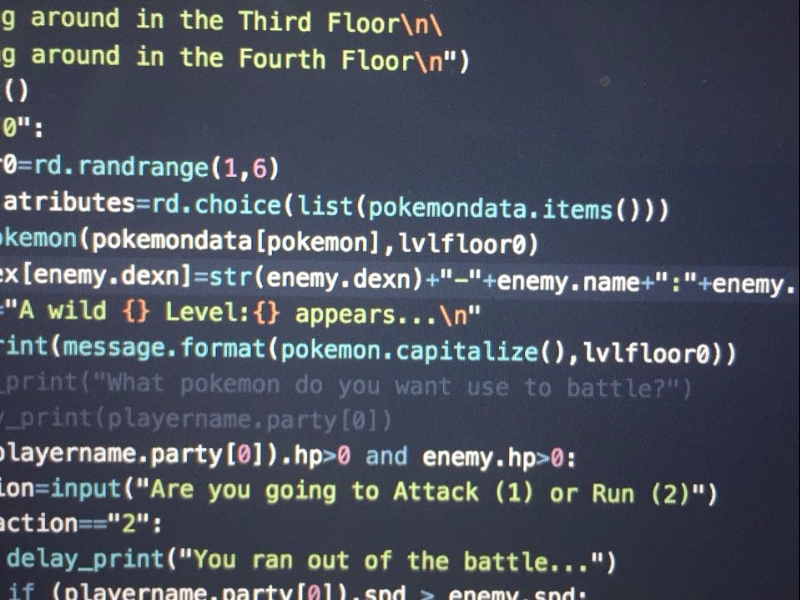 g around in the Third Floor\n\
g around in the Fourth Floor\n")
()
0":
r0=rd.randrange(1,6)
atributes=rd.choice(list(pokemondata.items()))
okemon(pokemondata[pokemon],lvlfloor0)
ex[enemy.dexn]=str(enemy.dexn)+"-"+enemy.name+":"+enemy.
="A wild {} Level:{} appears...\n"
rint(message.format(pokemon.capitalize(),lvlfloor0))
_print("What pokemon do you want use to battle?")
y_print(playername.party[0])
playername.party[0]).hp>0 and enemy.hp>0:
ion=input("Are you going to Attack (1) or Run (2)")
action=="2":
delay_print("You ran out of the battle...")
if (playername.party[0]).spd > enemy.spd: